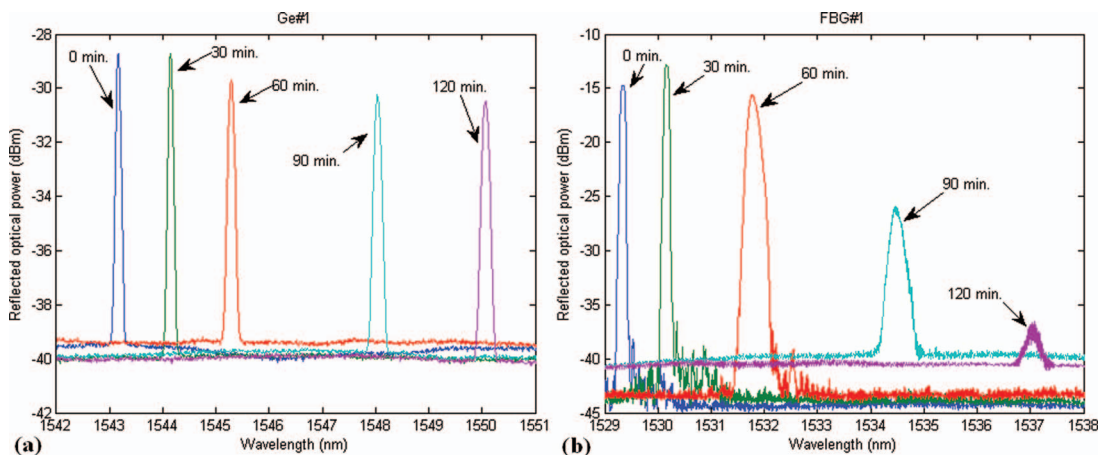 Ge#1
-28
-30
-32
-34
-36
-38
-40
-42
Reflected optical power (dBm)
0 min.
30 min.
60 min.
90 min.
120 min.
1542 1543 1544 1545 1546 1547 1548 1549 1550 1551
Wavelength (nm)
(a)
FBG#1
-10
-15
-20
-25
-30
-35
-40
-45
Reflected optical power (dBm)
0 min.
30 min.
60 min.
90 min.
120 min.
1529 1530 1531 1532 1533 1534 1535 1536 1537 1538
Wavelength (nm)
(b)